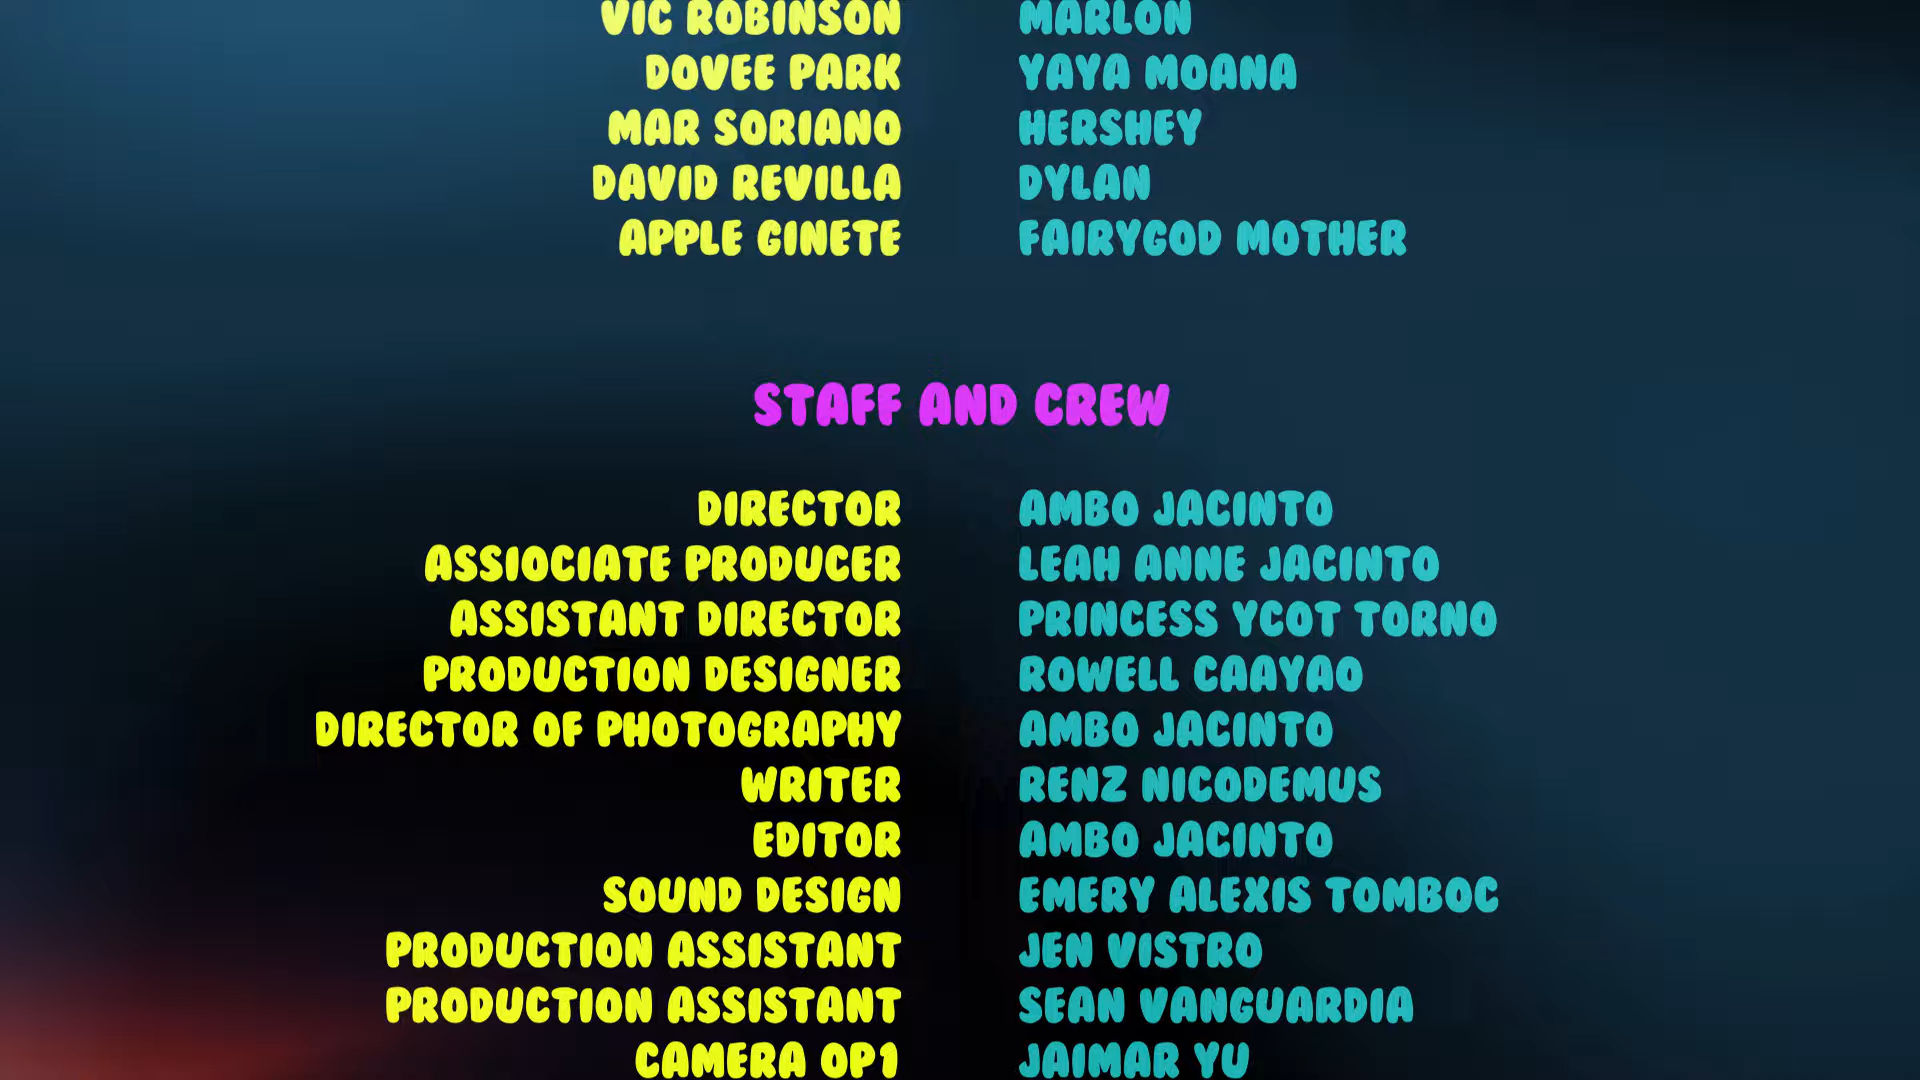 VIC ROBINSON MARLON
DOVEE PARK YAYA MOANA
MAR SORIANO HERSHEY
DAVID REVILLA DYLAN
APPLE GINETE FAIRYGOD MOTHER
STAFF AND CREW
DIRECTOR AMBO JACINTO
ASSIOCIATE PRODUCER LEAH ANNE JACINTO
ASSISTANT DIRECTOR PRINCESS YCOT TORNO
PRODUCTION DESIGNER ROWELL CAAYAO
DIRECTOR OF PHOTOGRAPHY AMBO JACINTO
WRITER RENZ NICODEMUS
EDITOR AMBO JACINTO
SOUND DESIGN EMERY ALEXIS TOMBOC
PRODUCTION ASSISTANT JEN VISTRO
PRODUCTION ASSISTANT SEAN VANGUARDIA
CAMERA OP1 JAIMAR YU